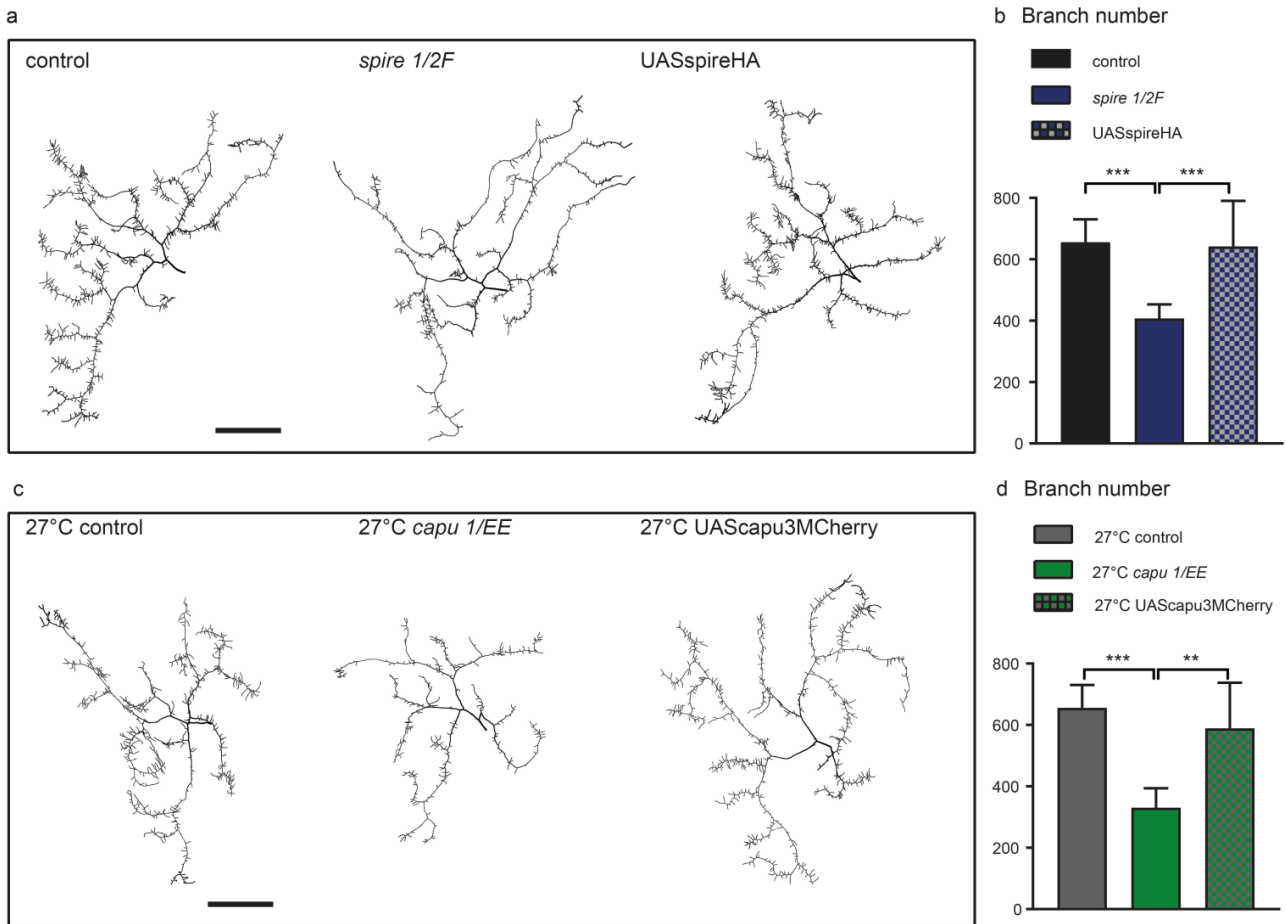 a
control
spire 1/2F
UASspireHA
b Branch number
control
spire 1/2F
UASspireHA
*** ***
800
600
400
200
0
c
27°C control
27°C capu 1/EE
27°C UAScapu3MCherry
d Branch number
27°C control
27°C capu 1/EE
27°C UAScapu3MCherry
*** **
800
600
400
200
0